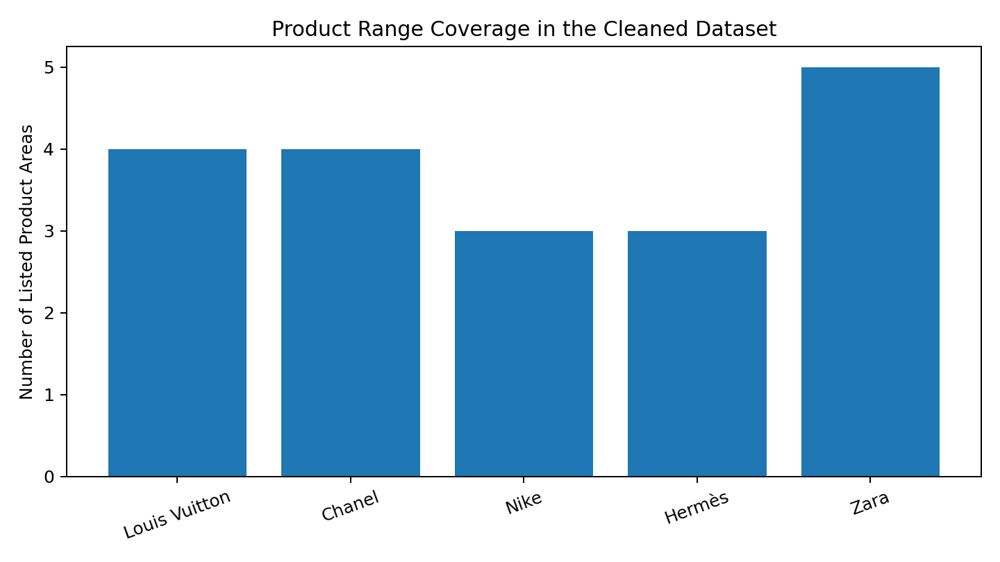 Product Range Coverage in the Cleaned Dataset
Number of Listed Product Areas
5
4
3
2
1
0
Louis Vuitton
Chanel
Nike
Hermès
Zara